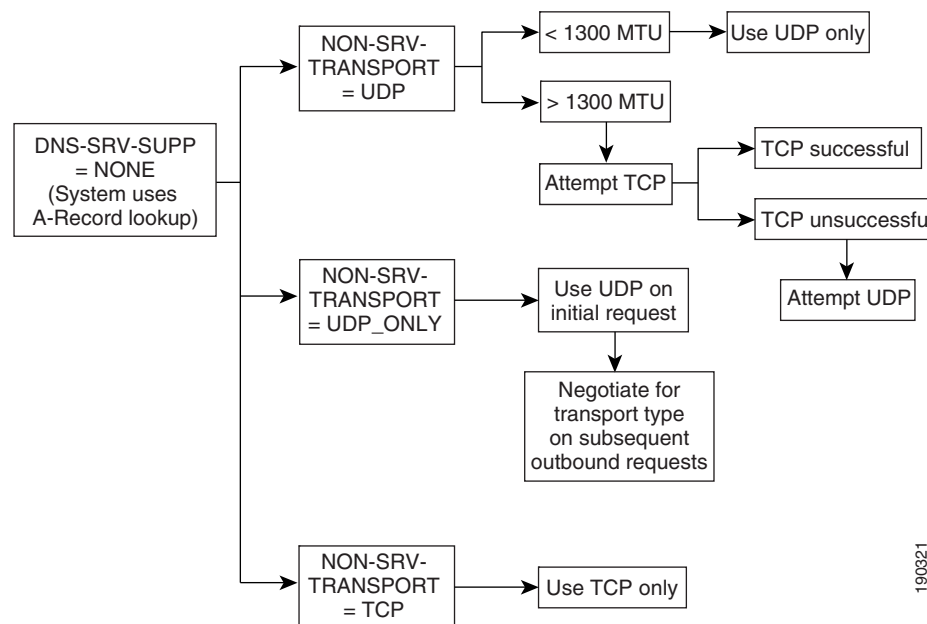 DNS-SRV-SUPP
= NONE
(System uses
A-Record lookup)
NON-SRV-
TRANSPORT
= UDP
< 1300 MTU
Use UDP only
> 1300 MTU
Attempt TCP
TCP successful
TCP unsuccessful
Attempt UDP
NON-SRV-
TRANSPORT
= UDP_ONLY
Use UDP on
initial request
Negotiate for
transport type
on subsequent
outbound requests
NON-SRV-
TRANSPORT
= TCP
Use TCP only
190321